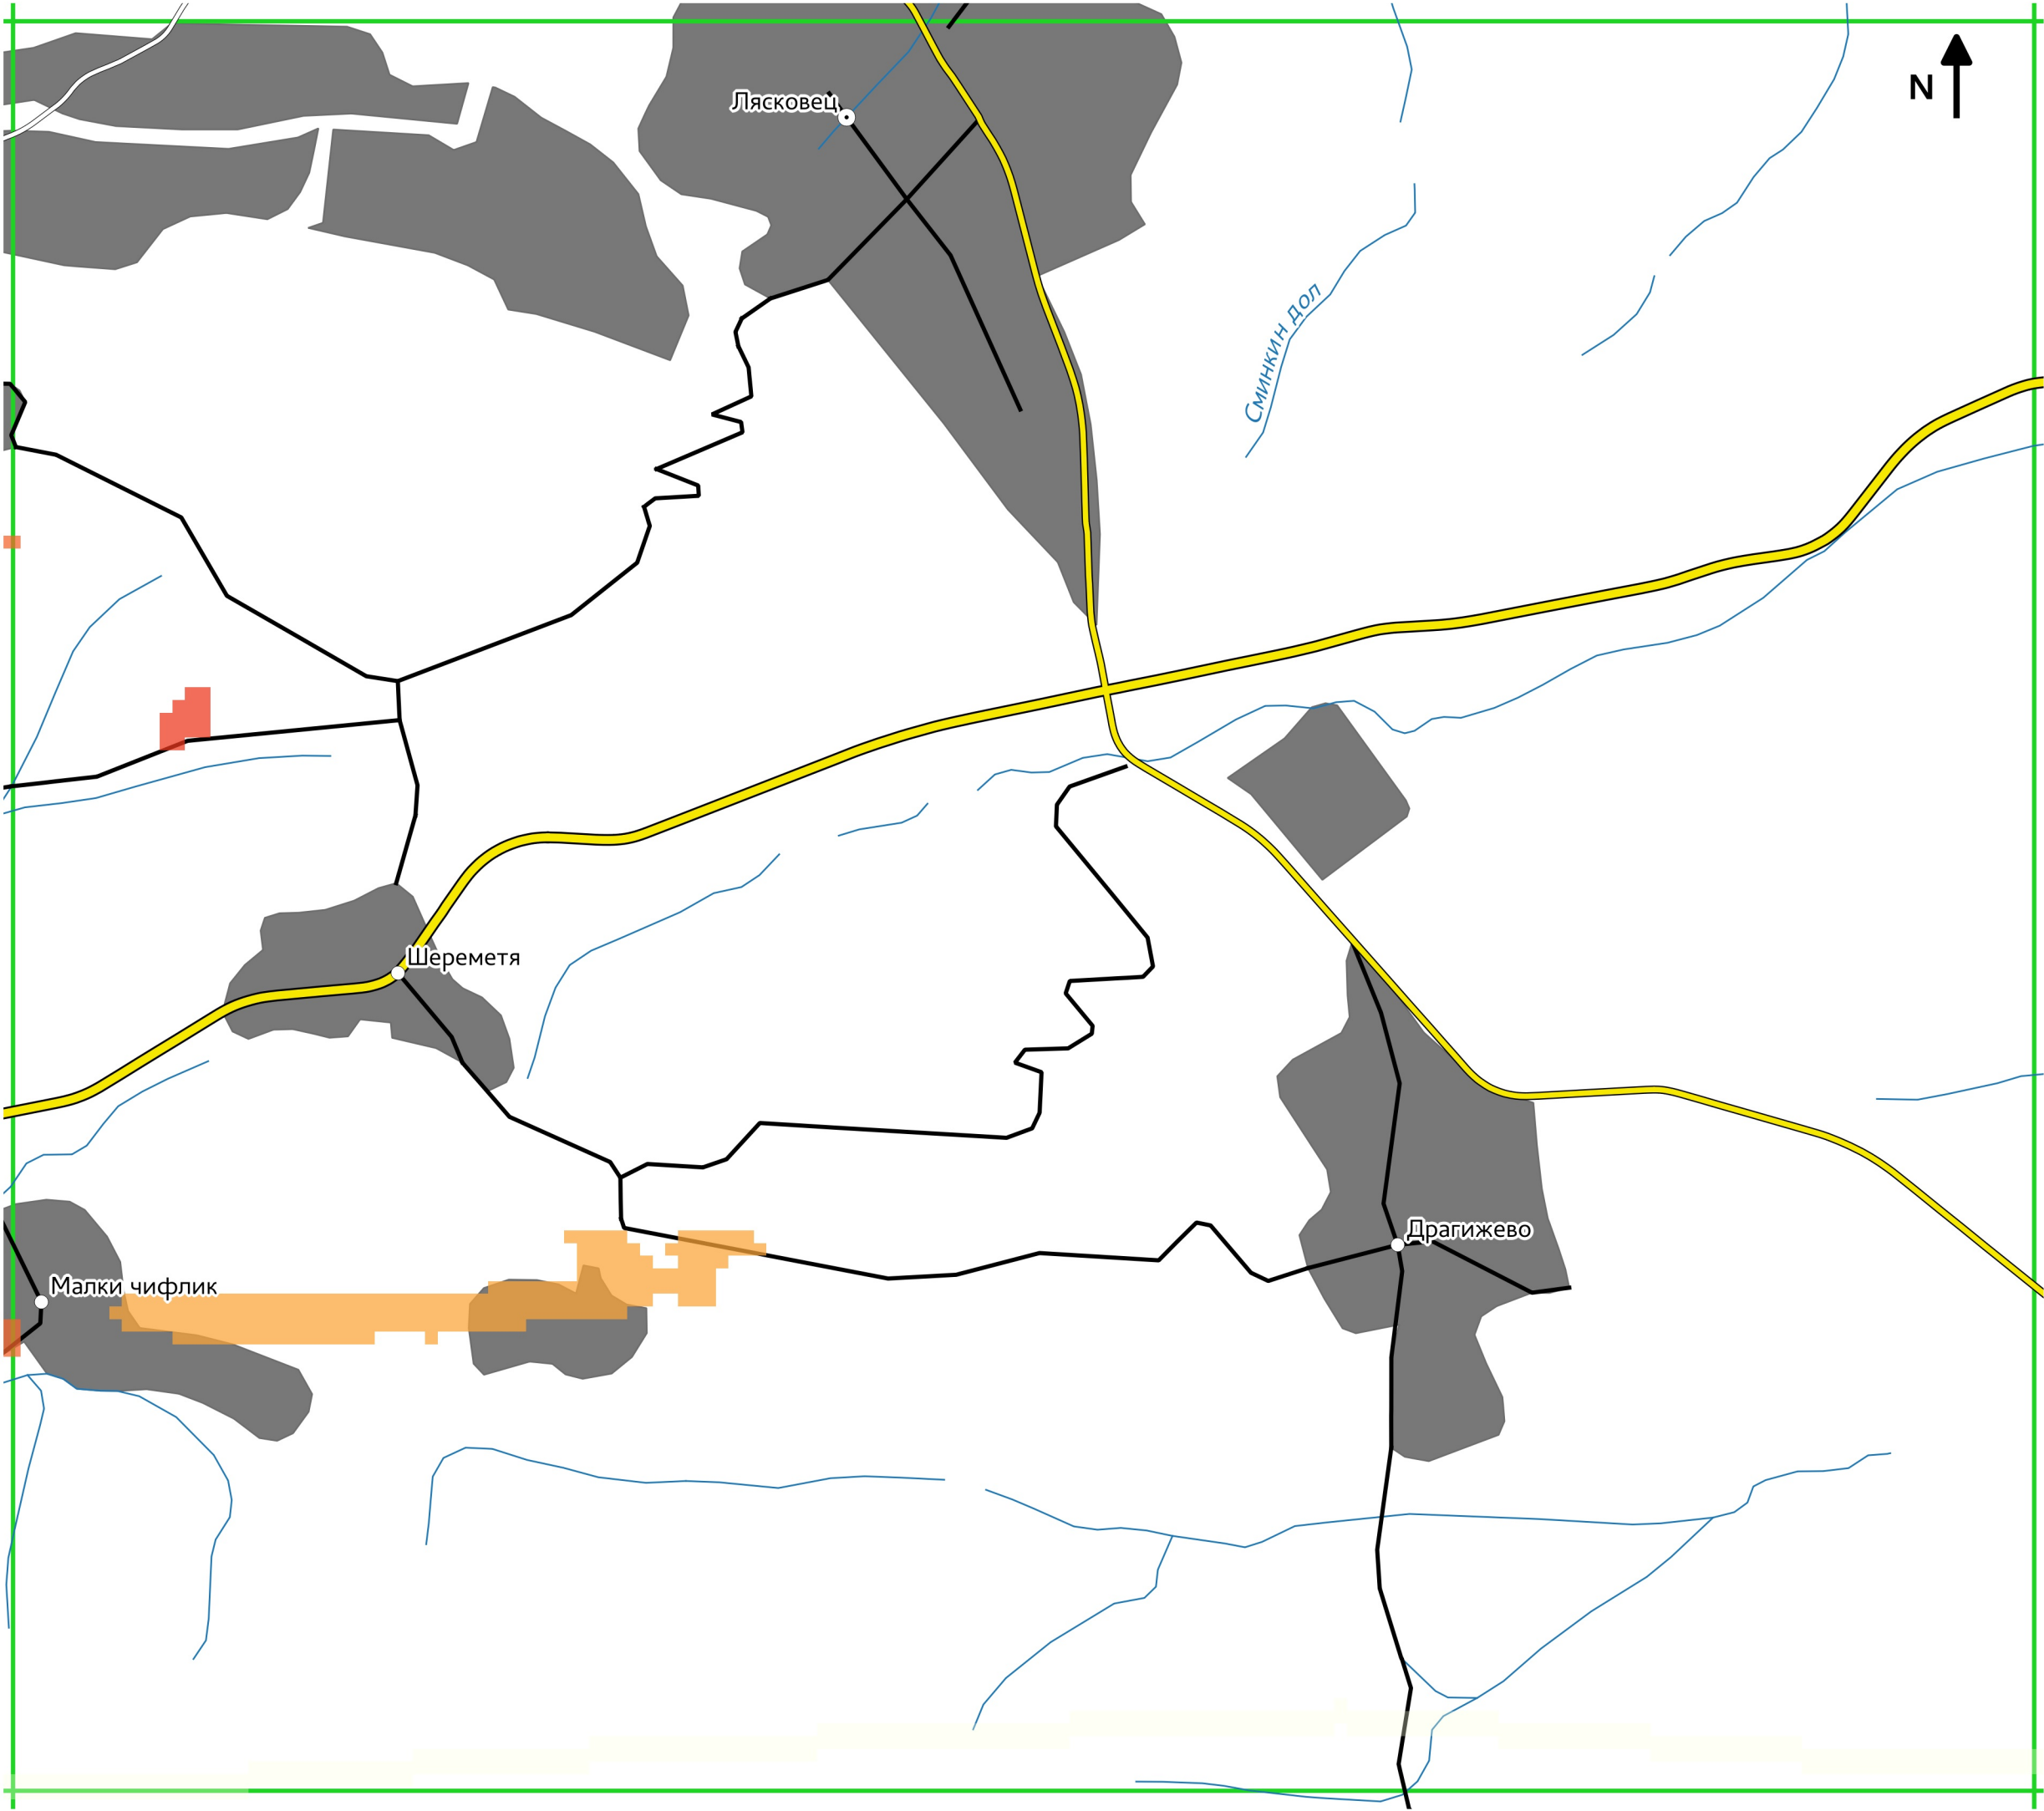 N
Лясковец
Сминкин дол
Шереметя
Драгижево
Малки чифлик